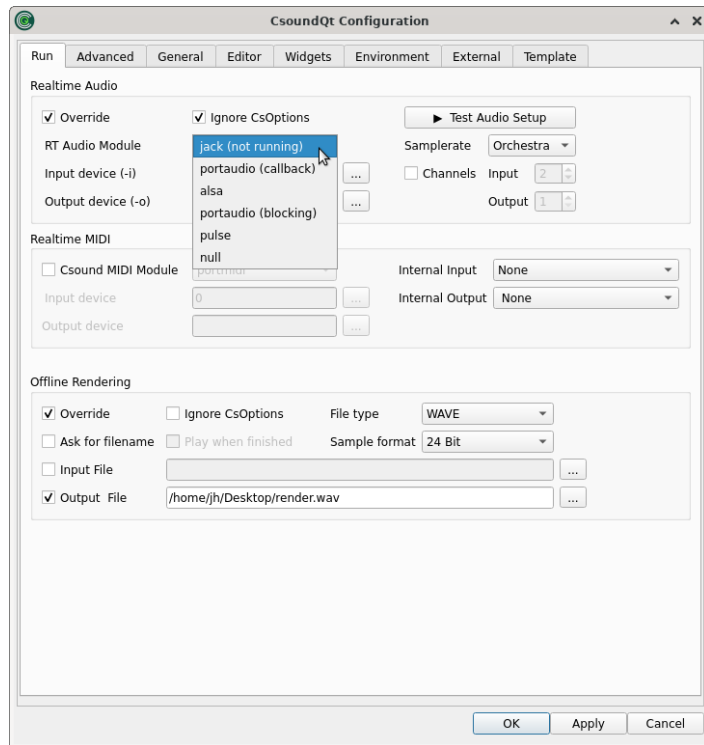 CsoundQt Configuration
Run Advanced General Editor Widgets Environment External Template
Realtime Audio
Override Ignore CsOptions Test Audio Setup
RT Audio Module jack (not running) Samplerate Orchestra
portaudio (callback)
Input device (-i) ... Channels Input 2
alsa
Output device (-o) ... Output 1
portaudio (blocking)
pulse
Realtime MIDI
null
Csound MIDI Module portmidi Internal Input None
Input device 0 ... Internal Output None
Output device ...
Offline Rendering
Override Ignore CsOptions File type WAVE
Ask for filename Play when finished Sample format 24 Bit
Input File ...
Output File /home/jh/Desktop/render.wav ...
OK Apply Cancel